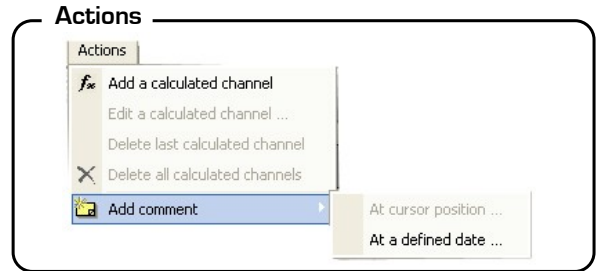 Actions
Actions
fx Add a calculated channel
Edit a calculated channel ...
Delete last calculated channel
Delete all calculated channels
Add comment
At cursor position ...
At a defined date ...